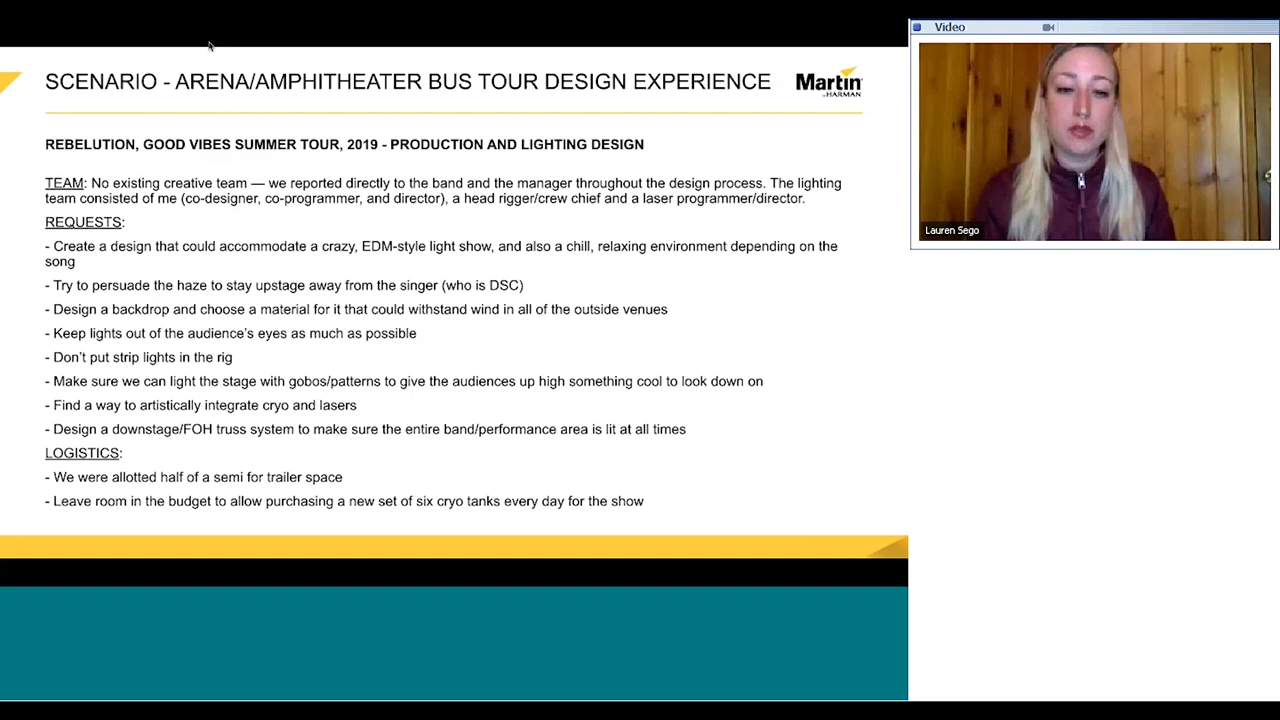 SCENARIO - ARENA/AMPHITHEATER BUS TOUR DESIGN EXPERIENCE
Martin
by HARMAN
REBELUTION, GOOD VIBES SUMMER TOUR, 2019 - PRODUCTION AND LIGHTING DESIGN
TEAM: No existing creative team — we reported directly to the band and the manager throughout the design process. The lighting
team consisted of me (co-designer, co-programmer, and director), a head rigger/crew chief and a laser programmer/director.
REQUESTS:
- Create a design that could accommodate a crazy, EDM-style light show, and also a chill, relaxing environment depending on the
song
- Try to persuade the haze to stay upstage away from the singer (who is DSC)
- Design a backdrop and choose a material for it that could withstand wind in all of the outside venues
- Keep lights out of the audience’s eyes as much as possible
- Don’t put strip lights in the rig
- Make sure we can light the stage with gobos/patterns to give the audiences up high something cool to look down on
- Find a way to artistically integrate cryo and lasers
- Design a downstage/FOH truss system to make sure the entire band/performance area is lit at all times
LOGISTICS:
- We were allotted half of a semi for trailer space
- Leave room in the budget to allow purchasing a new set of six cryo tanks every day for the show
Video
Lauren Sego